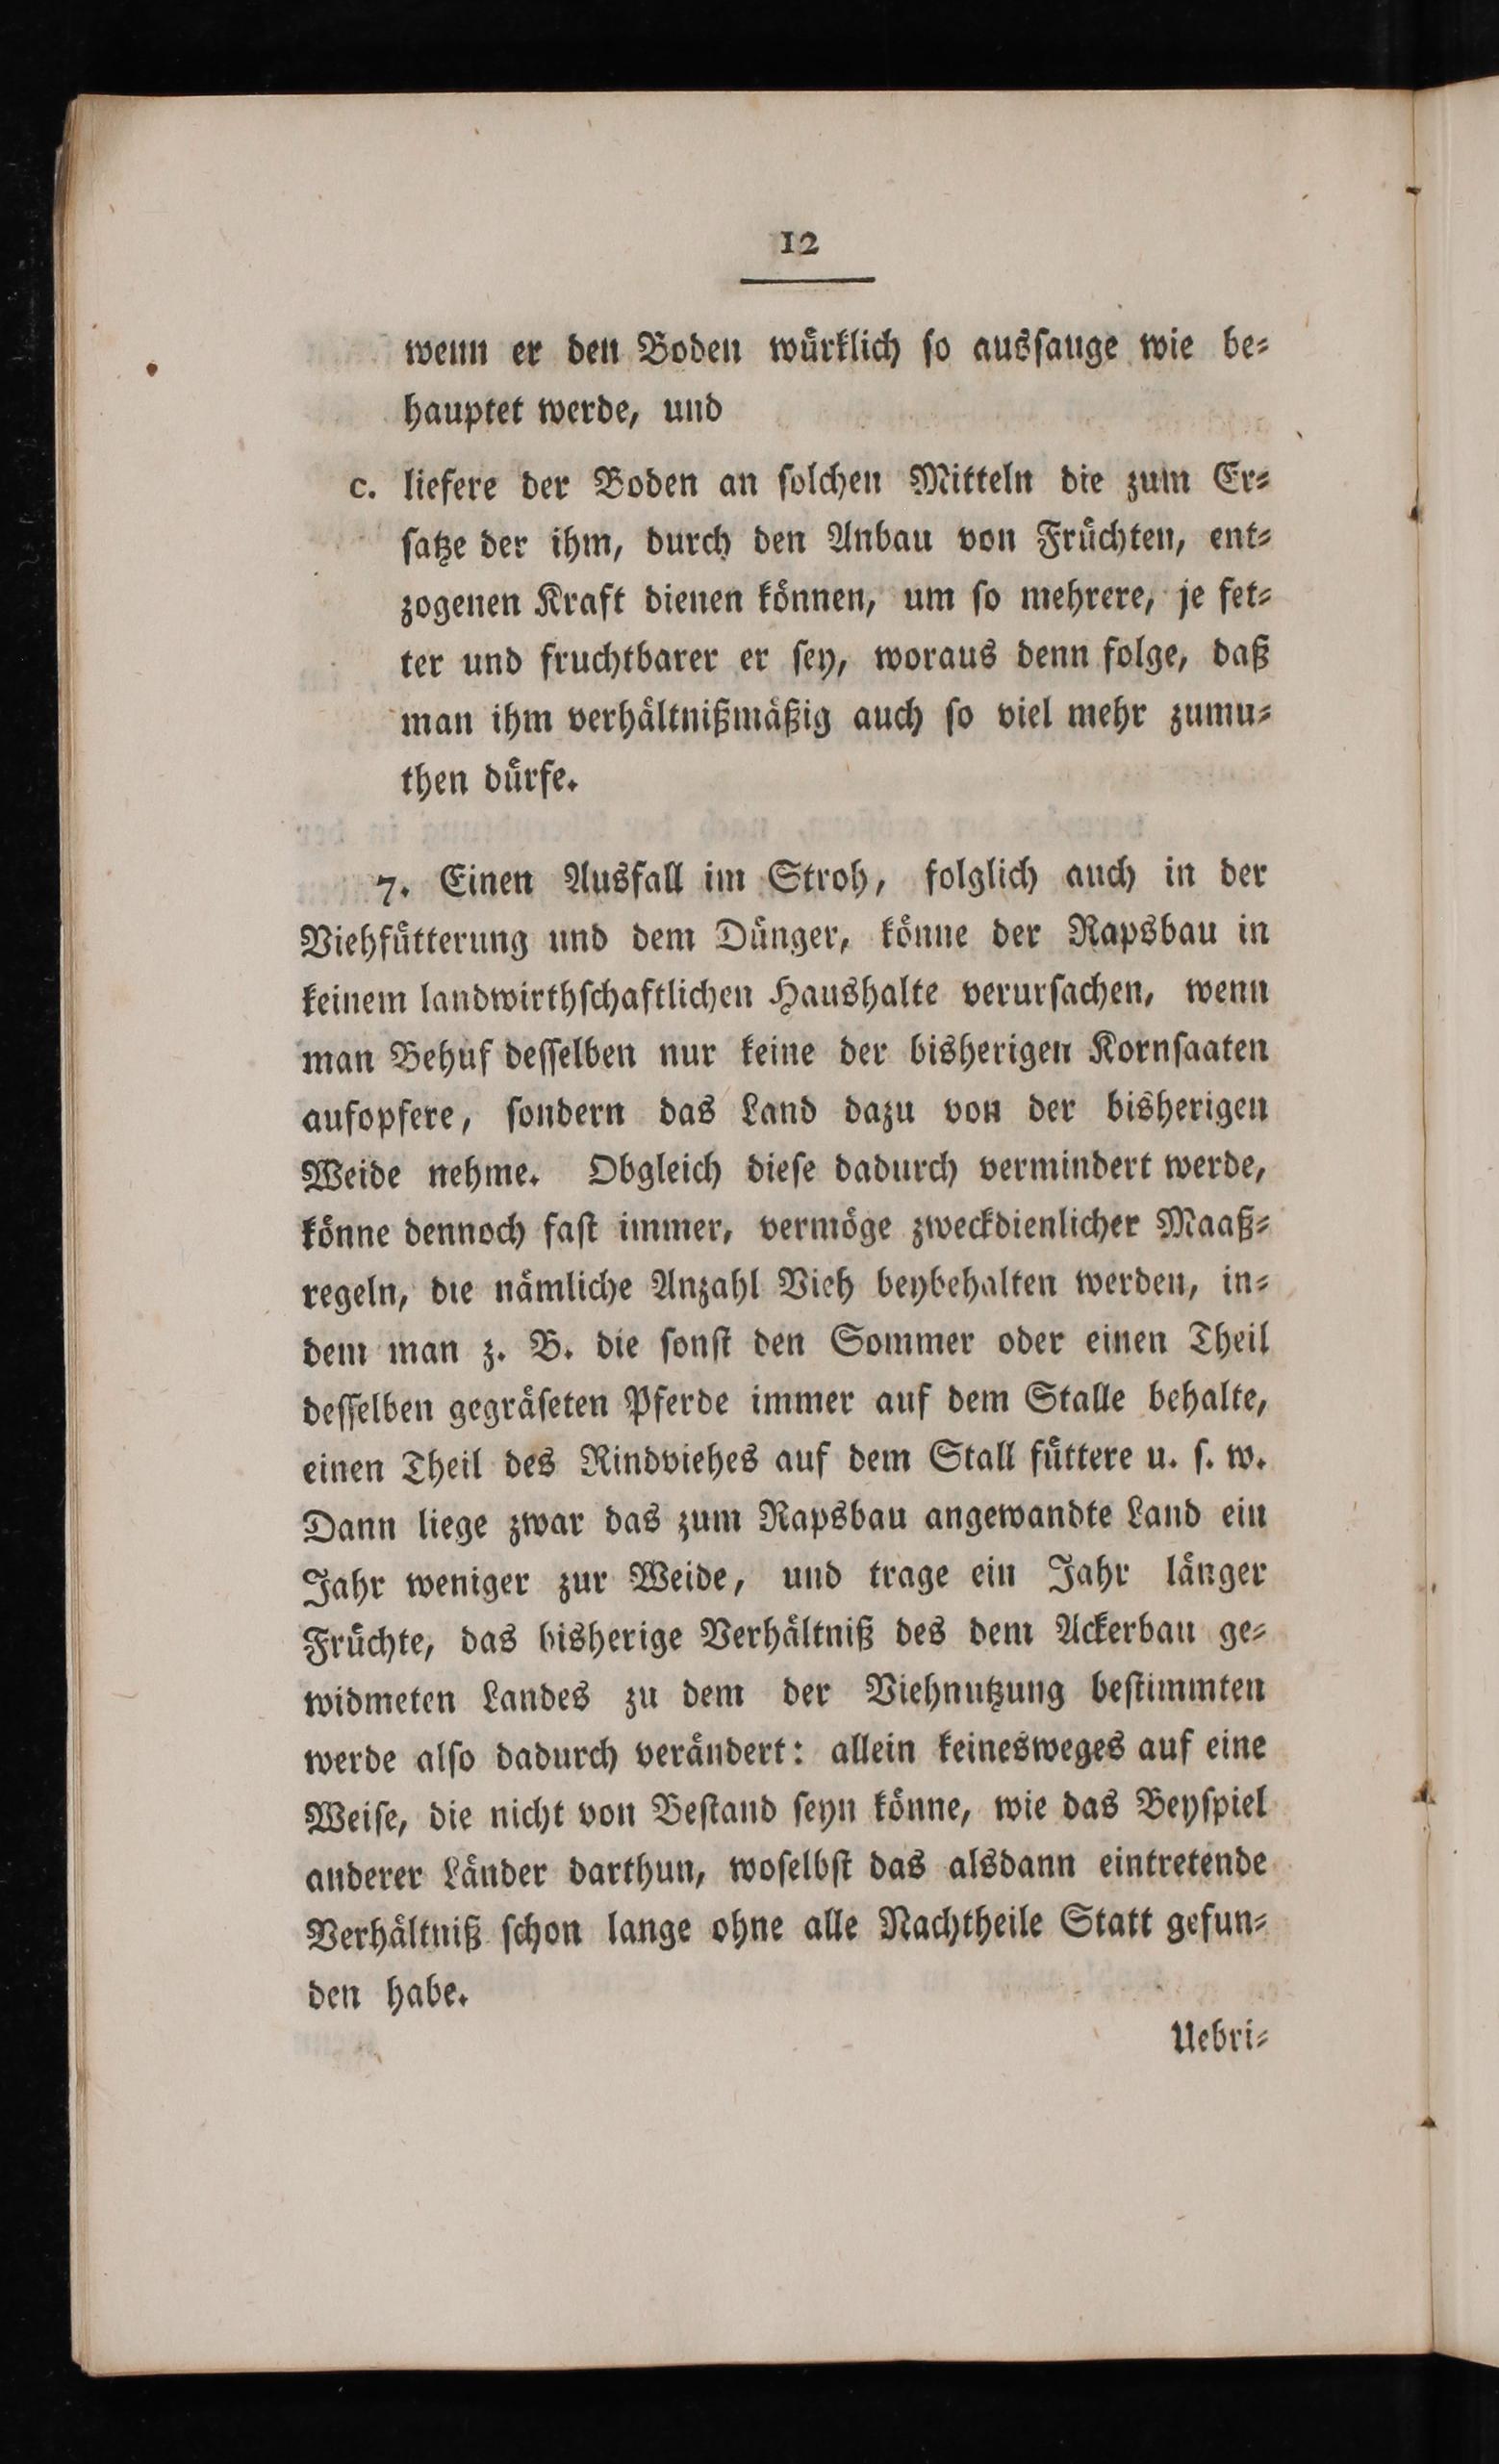 12
wenn er den Boden würklich so aussauge wie be⸗
hauptet werde, und
c. liefere der Boden an solchen Mitteln die zum Er⸗
satze der ihm, durch den Anbau von Früchten, ent⸗
zogenen Kraft dienen können, um so mehrere, je fet⸗
ter und fruchtbarer er sey, woraus denn folge, daß
man ihm verhältnißmäßig auch so viel mehr zumu⸗
then dürfe.
7. Einen Ausfall im Stroh, folglich auch in der
Viehfütterung und dem Dünger, könne der Rapsbau in
keinem landwirthschaftlichen Haushalte verursachen, wenn
man Behuf desselben nur keine der bisherigen Kornsaaten
aufopfere, sondern das Land dazu von der bisherigen
Weide nehme. Obgleich diese dadurch vermindert werde,
könne dennoch fast immer, vermöge zweckdienlicher Maaß⸗
regeln, die nämliche Anzahl Vieh beybehalten werden, in⸗
dem man z. B. die sonst den Sommer oder einen Theil
desselben gegräseten Pferde immer auf dem Stalle behalte,
einen Theil des Rindviehes auf dem Stall füttere u. s. w.
Dann liege zwar das zum Rapsbau angewandte Land ein
Jahr weniger zur Weide, und trage ein Jahr länger
Früchte, das bisherige Verhältniß des dem Ackerbau ge⸗
widmeten Landes zu dem der Viehnutzung bestimmten
werde also dadurch verändert: allein keinesweges auf eine
Weise, die nicht von Bestand seyn könne, wie das Beyspiel
anderer Länder darthun, woselbst das alsdann eintretende
Verhältniß schon lange ohne alle Nachtheile Statt gefun⸗
den habe.
Uebri⸗